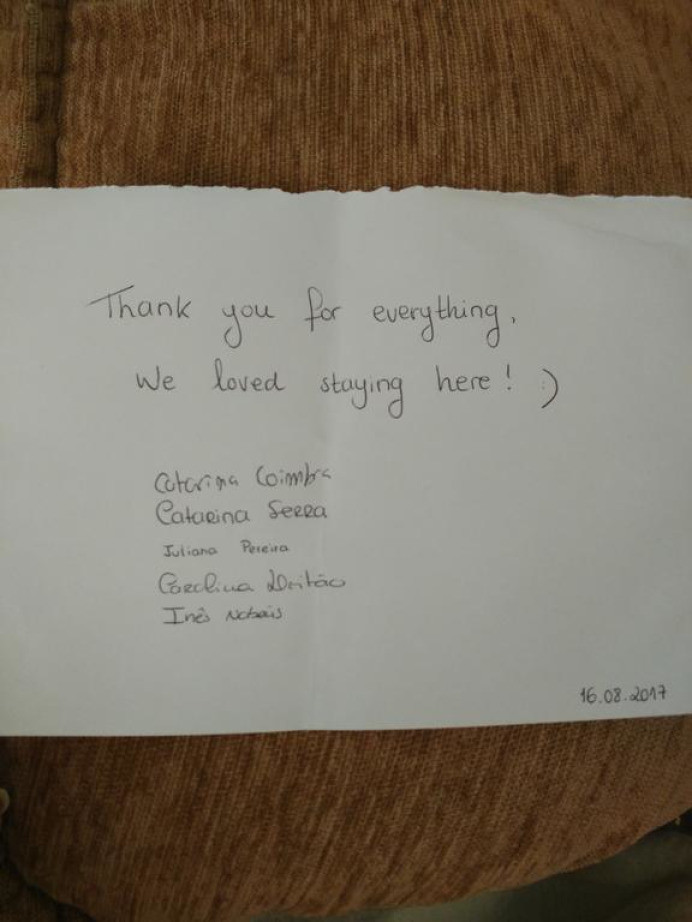 Thank you for everything,
We loved staying here! :)
Catarina Coimbra
Catarina Serra
Juliana Pereira
Carolina
Inês
16.08.2017